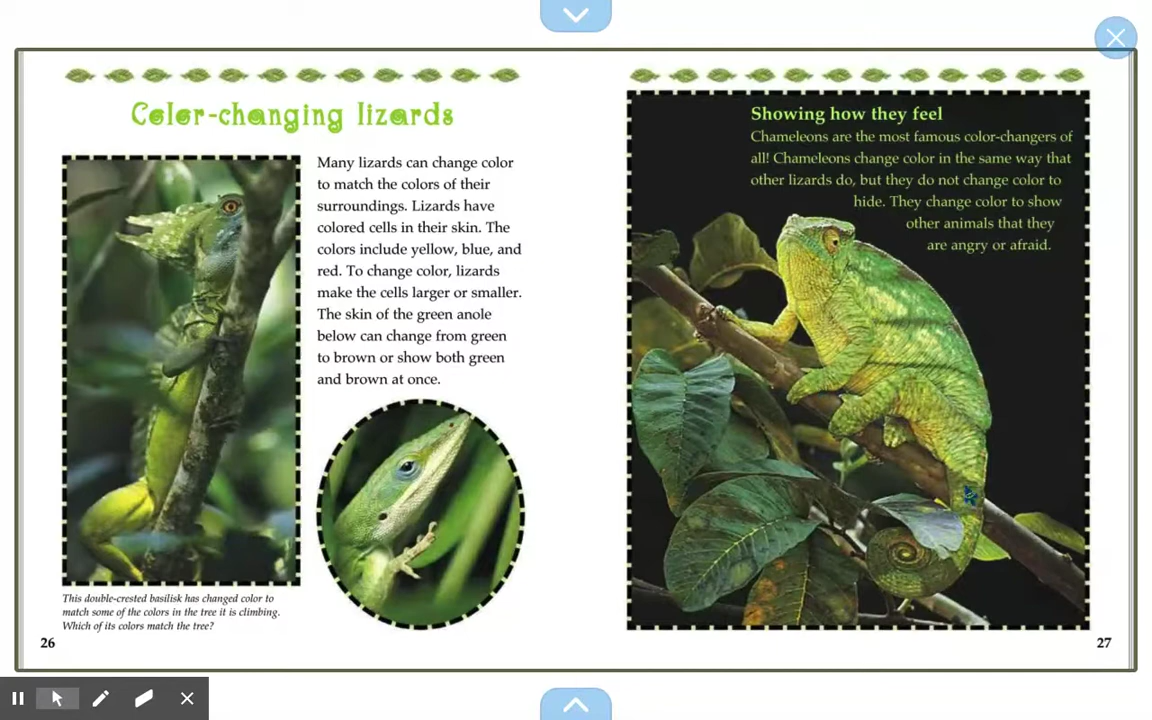 Color-changing lizards
Many lizards can change color
to match the colors of their
surroundings. Lizards have
colored cells in their skin. The
colors include yellow, blue, and
red. To change color, lizards
make the cells larger or smaller.
The skin of the green anole
below can change from green
to brown or show both green
and brown at once.
This double-crested basilisk has changed color to
match some of the colors in the tree it is climbing.
Which of its colors match the tree?
26
Showing how they feel
Chameleons are the most famous color-changers of
all! Chameleons change color in the same way that
other lizards do, but they do not change color to
hide. They change color to show
other animals that they
are angry or afraid.
27